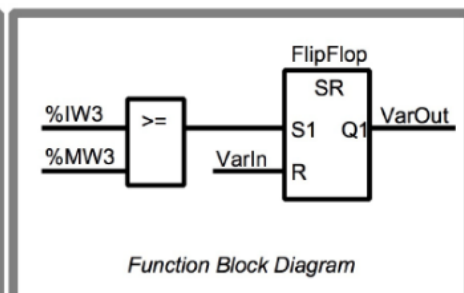 FlipFlop
SR
%IW3
>=
%MW3
S1 Q1 VarOut
VarIn
R
Function Block Diagram